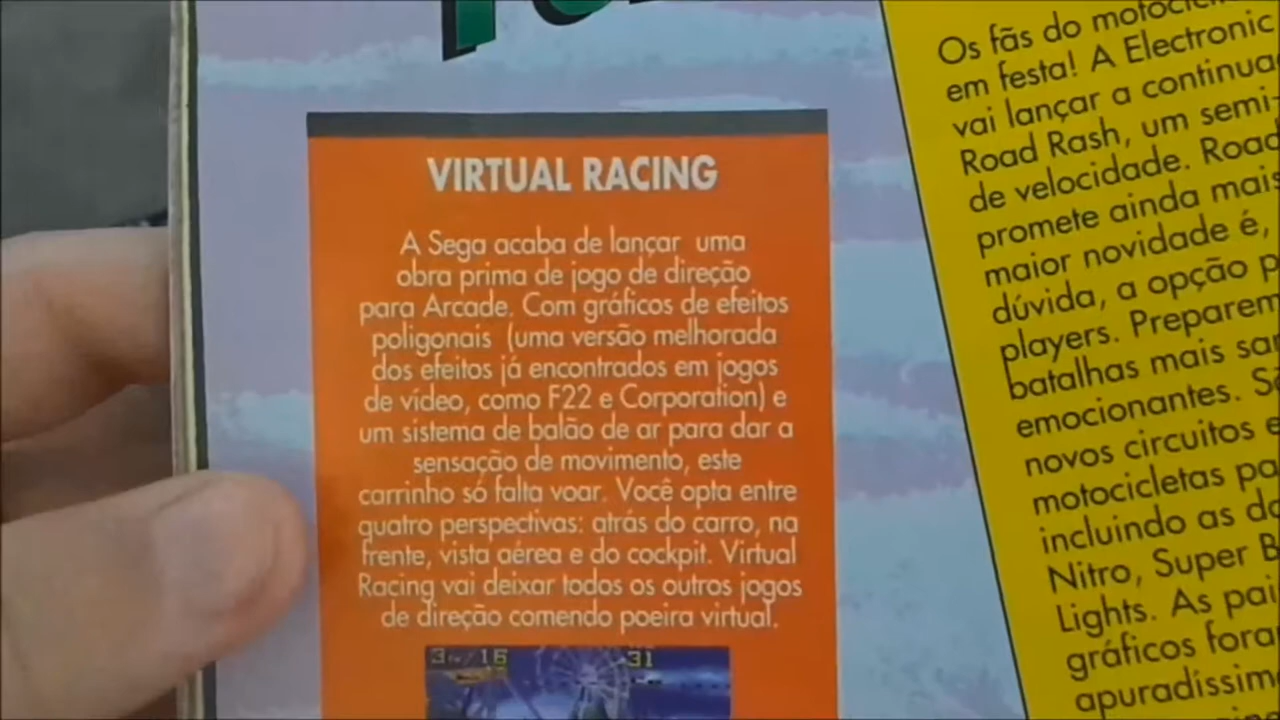 VIRTUAL RACING
A Sega acaba de lançar uma
obra prima de jogo de direção
para Arcade. Com gráficos de efeitos
poligonais (uma versão melhorada
dos efeitos já encontrados em jogos
de vídeo, como F22 e Corporation) e
um sistema de balão de ar para dar a
sensação de movimento, este
carrinho só falta voar. Você opta entre
quatro perspectivas: atrás do carro, na
frente, vista aérea e do cockpit. Virtual
Racing vai deixar todos os outros jogos
de direção comendo poeira virtual.
31
Os fãs do
em festa! A Electronic
vai lançar a
Road Rash, um semi-
de velocidade. Road
promete ainda mais
maior novidade é,
dúvida, a opção
players.
batalhas mais
emocionantes.
novos circuitos e
motocicletas
incluindo as
Nitro, Super
Lights. As
gráficos